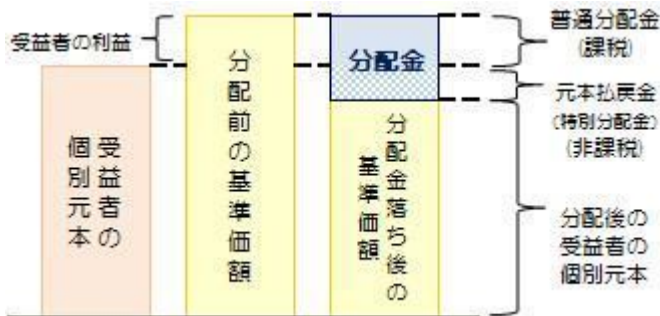 受益者の利益
受益者の
個別元本
分配前の基準価額
分配金
分配金落ち後の
基準価額
普通分配金
(課税)
元本払戻金
(特別分配金)
(非課税)
分配後の
受益者の
個別元本